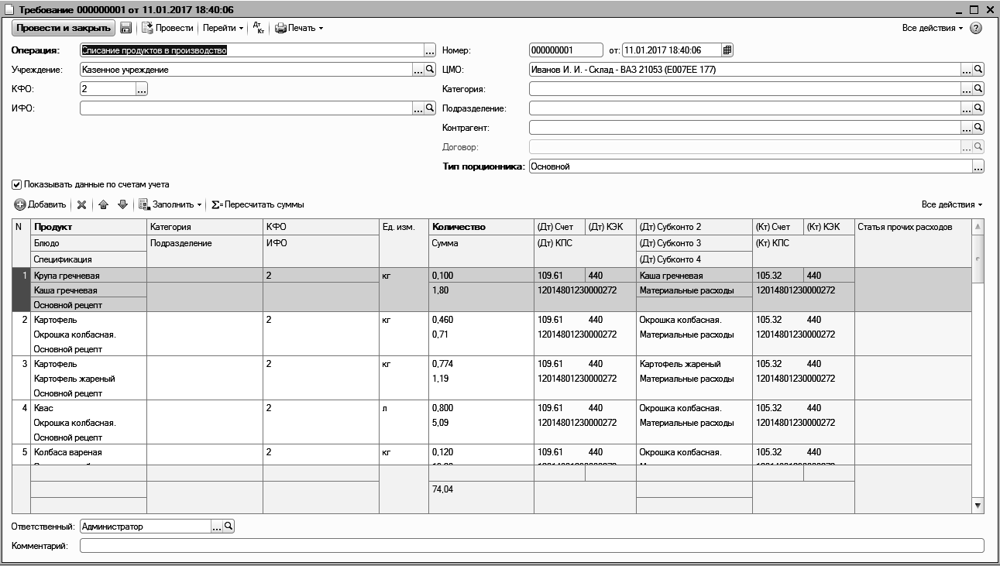 Требование 000000001 от 11.01.2017 18:40:06
Провести и закрыть Провести Перейти Дт Кт Печать Все действия ?
Операция: Списание продуктов в производство ... Номер: 000000001 от: 11.01.2017 18:40:06
Учреждение: Казенное учреждение ... ЦМО: Иванов И. И. - Склад - ВАЗ 21053 (Е007ЕЕ 177) ...
КФО: 2 ... Категория: ...
ИФО: ... Подразделение: ...
Контрагент: ...
Договор: ...
Тип порционника: Основной ...
Показывать данные по счетам учета
Добавить Заполнить Σ= Пересчитать суммы Все действия
N Продукт Категория КФО Ед. изм. Количество (Дт) Счет (Дт) КЭК (Дт) Субконто 2 (Кт) Счет (Кт) КЭК Статья прочих расходов
Блюдо Подразделение ИФО Сумма (Дт) КПС (Дт) Субконто 3 (Кт) КПС
Спецификация (Дт) Субконто 4
1 Крупа гречневая 2 кг 0,100 109.61 440 Каша гречневая 105.32 440
Каша гречневая 1,80 12014801230000272 Материальные расходы 12014801230000272
Основной рецепт
2 Картофель 2 кг 0,460 109.61 440 Окрошка колбасная. 105.32 440
Окрошка колбасная. 0,71 12014801230000272 Материальные расходы 12014801230000272
Основной рецепт
3 Картофель 2 кг 0,774 109.61 440 Картофель жареный 105.32 440
Картофель жареный 1,19 12014801230000272 Материальные расходы 12014801230000272
Основной рецепт
4 Квас 2 л 0,800 109.61 440 Окрошка колбасная. 105.32 440
Окрошка колбасная. 5,09 12014801230000272 Материальные расходы 12014801230000272
Основной рецепт
5 Колбаса вареная 2 кг 0,120 109.61 440 Окрошка колбасная. 105.32 440
74,04
Ответственный: Администратор ...
Комментарий: